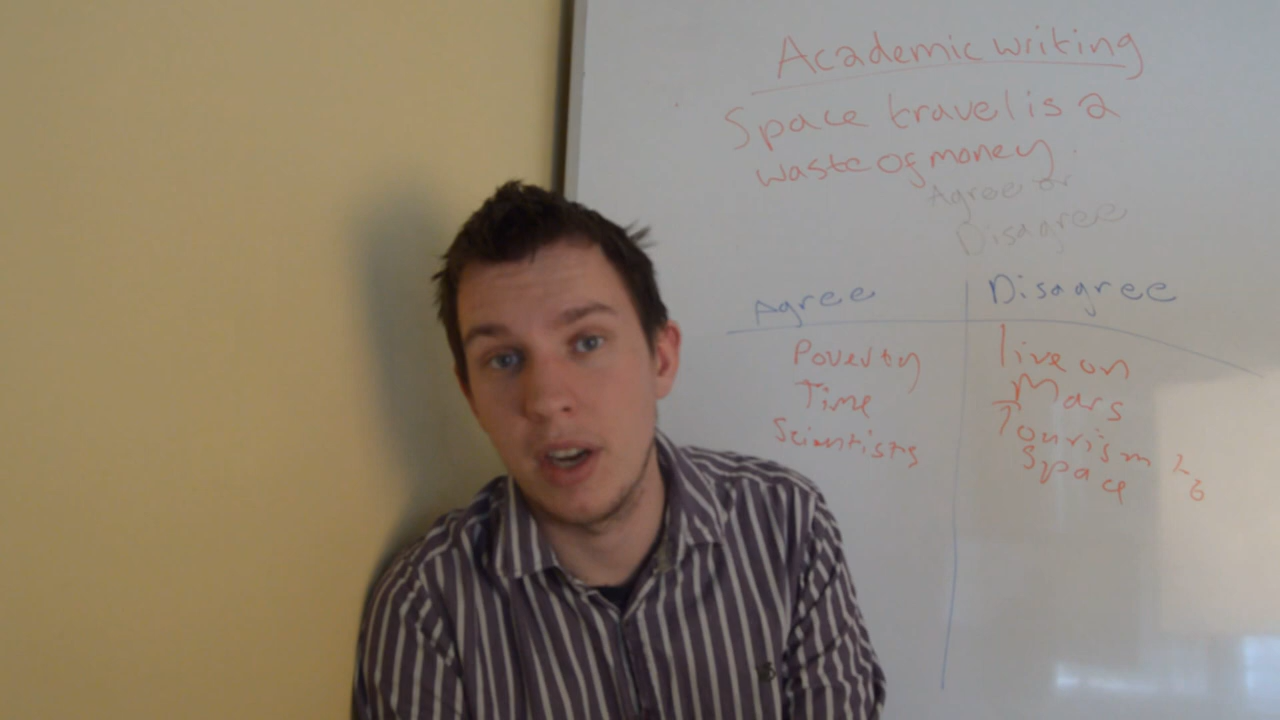 Academic writing
Space travel is a
waste of money.
Agree or
Disagree
Agree
Disagree
Poverty
Time
Scientists
live on
Mars
Tourism to
Space